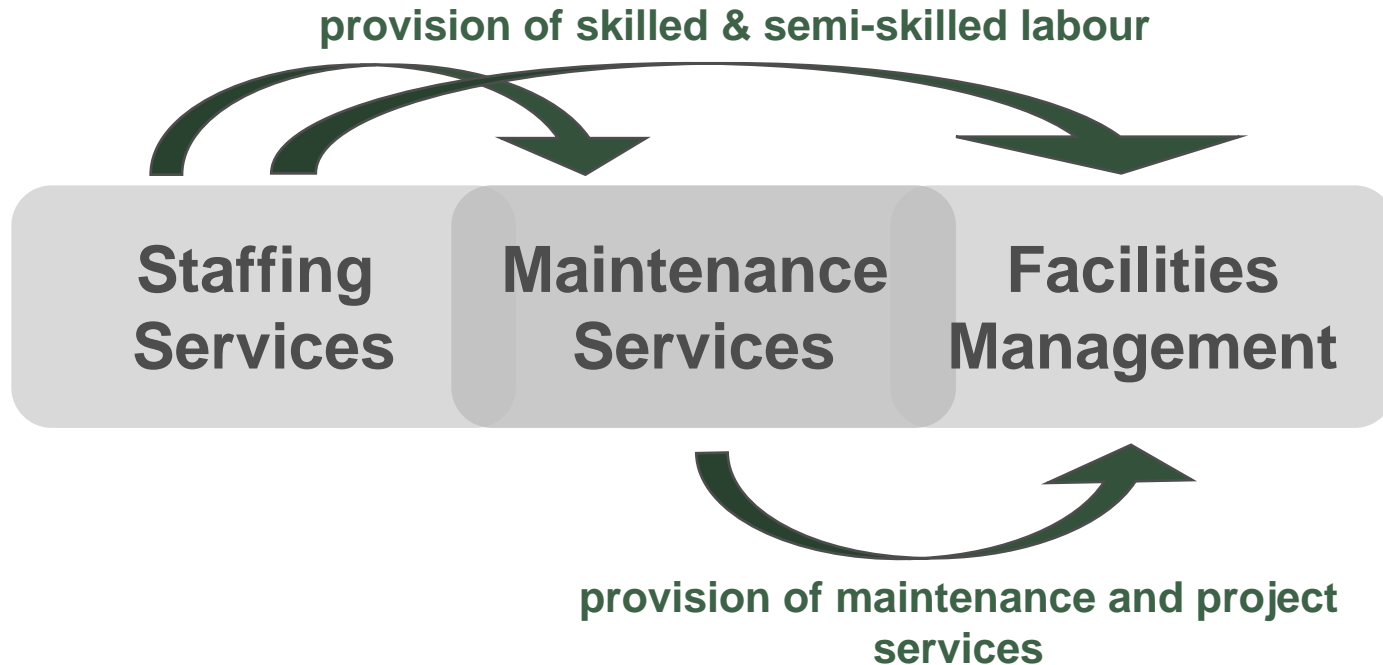 provision of skilled & semi-skilled labour
Staffing
Services
Maintenance
Services
Facilities
Management
provision of maintenance and project
services